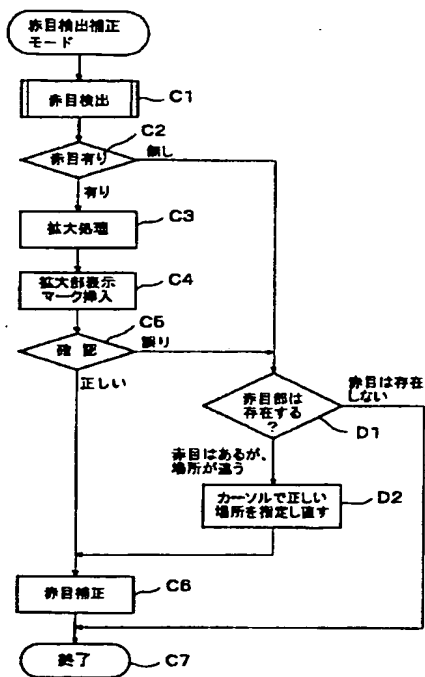 赤目検出補正
モード
赤目検出
C1
C2
赤目有り
無し
有り
拡大処理
C3
拡大部表示
マーク挿入
C4
C5
確認
誤り
正しい
赤目部は
存在する
?
赤目は存在
しない
D1
赤目はあるが、
場所が違う
カーソルで正しい
場所を指定し直す
D2
赤目補正
C6
終了
C7